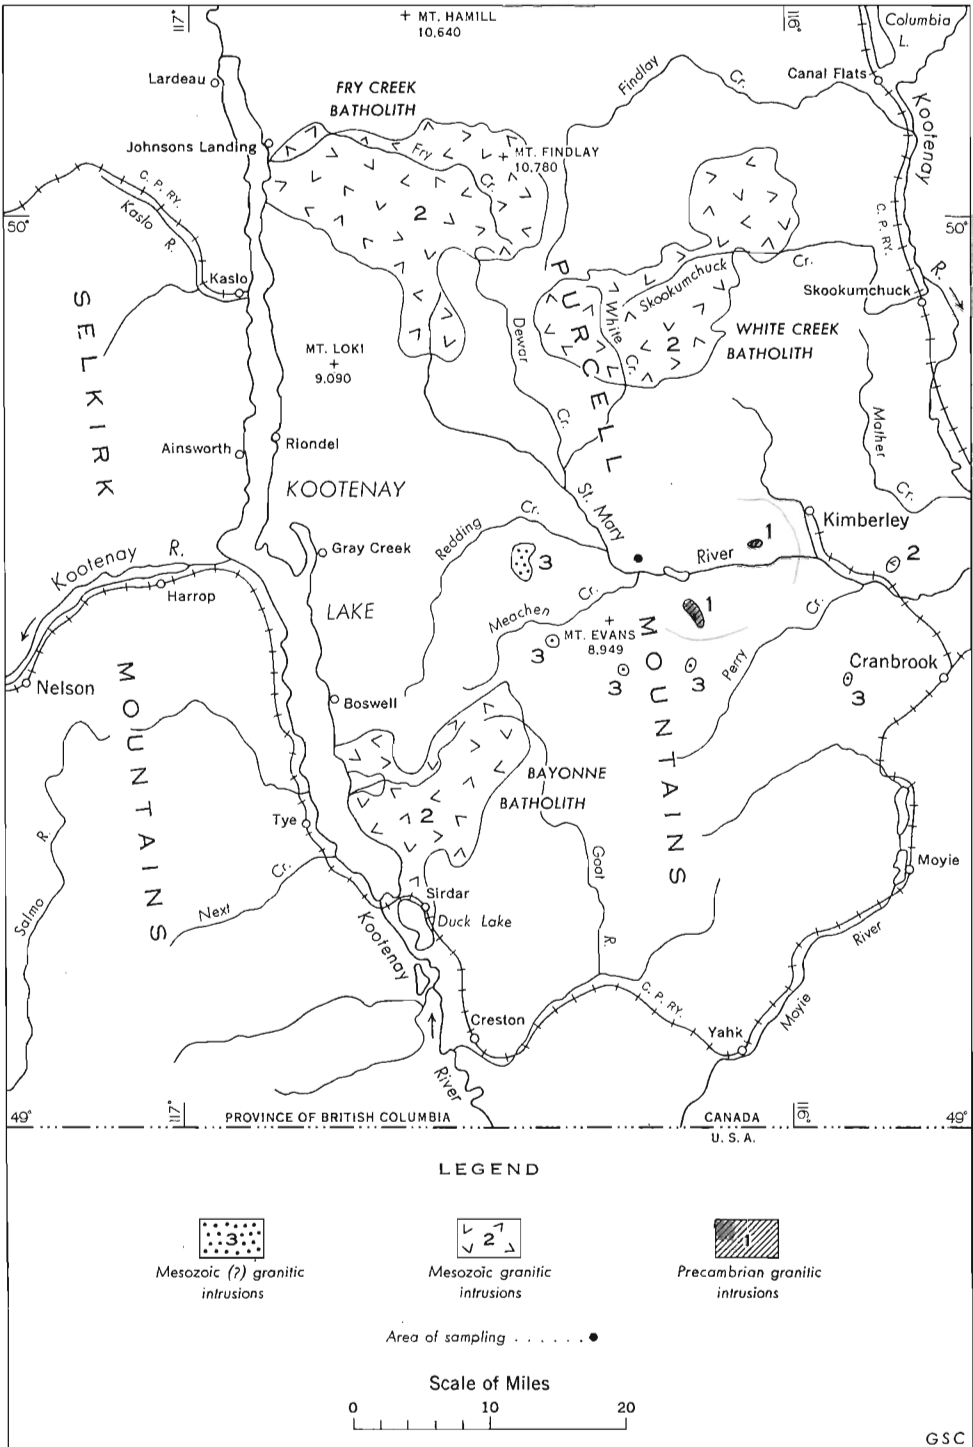 117°
+ MT. HAMILL
10,640
116°
Columbia
L.
Lardeau
Canal Flats
Findlay
Cr.
FRY CREEK
BATHOLITH
Kootenay
Johnsons Landing
Fry
Cr.
+ MT. FINDLAY
10,780
C. P. RY.
Kaslo
R.
2
50°
50°
C. P. RY.
R.
Kaslo
Cr.
Skookumchuck
Skookumchuck
White
Cr.
2
WHITE CREEK
BATHOLITH
SELKIRK
PURCELL
Dewar
Cr.
MT. LOKI
+
9,090
Mather
Cr.
Ainsworth
Riondel
KOOTENAY
St. Mary
River
Kimberley
Redding
Cr.
Gray Creek
1
2
3
Kootenay R.
Harrop
LAKE
Meachen
Cr.
1
Cr.
+
MT. EVANS
8,949
3
3
3
Perry
Cranbrook
3
Nelson
MOUNTAINS
MOUNTAINS
Boswell
BAYONNE
BATHOLITH
2
Tye
Salmo
R.
Next
Cr.
Goat
R.
Moyie
Sirdar
Duck Lake
Kootenay
River
River
Moyie
C. P. RY.
Creston
Yahk
49°
117°
PROVINCE OF BRITISH COLUMBIA
CANADA
116°
49°
U. S. A.
LEGEND
3
2
1
Mesozoic (?) granitic
intrusions
Mesozoic granitic
intrusions
Precambrian granitic
intrusions
Area of sampling . . . . . . ●
Scale of Miles
0
10
20
GSC